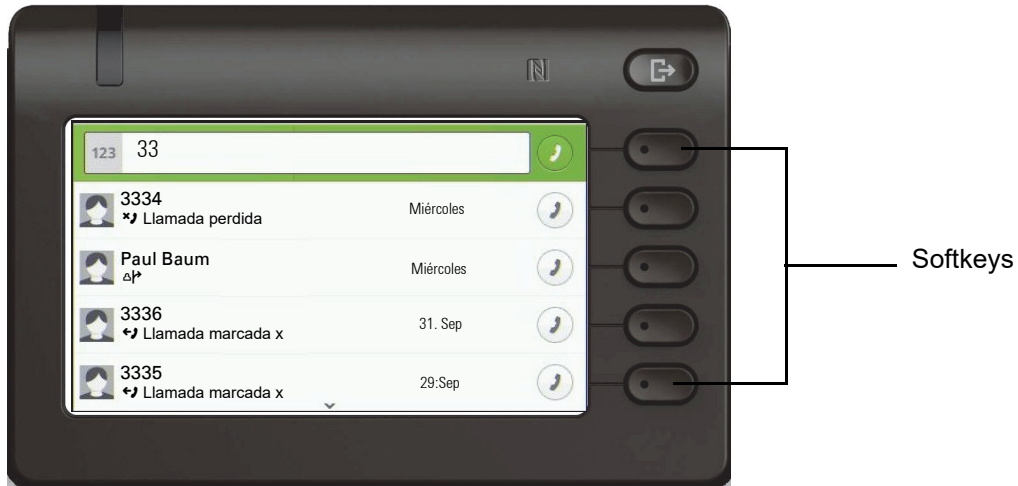 123 33
3334
Llamada perdida
Miércoles
Paul Baum
Miércoles
3336
Llamada marcada x
31. Sep
3335
Llamada marcada x
29:Sep
Softkeys